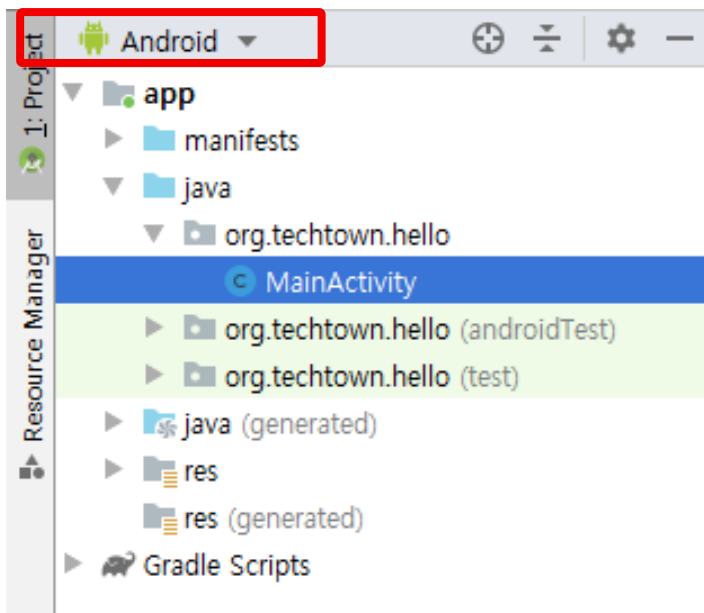 Android
1: Project
Resource Manager
app
manifests
java
org.techtown.hello
C MainActivity
org.techtown.hello (androidTest)
org.techtown.hello (test)
java (generated)
res
res (generated)
Gradle Scripts